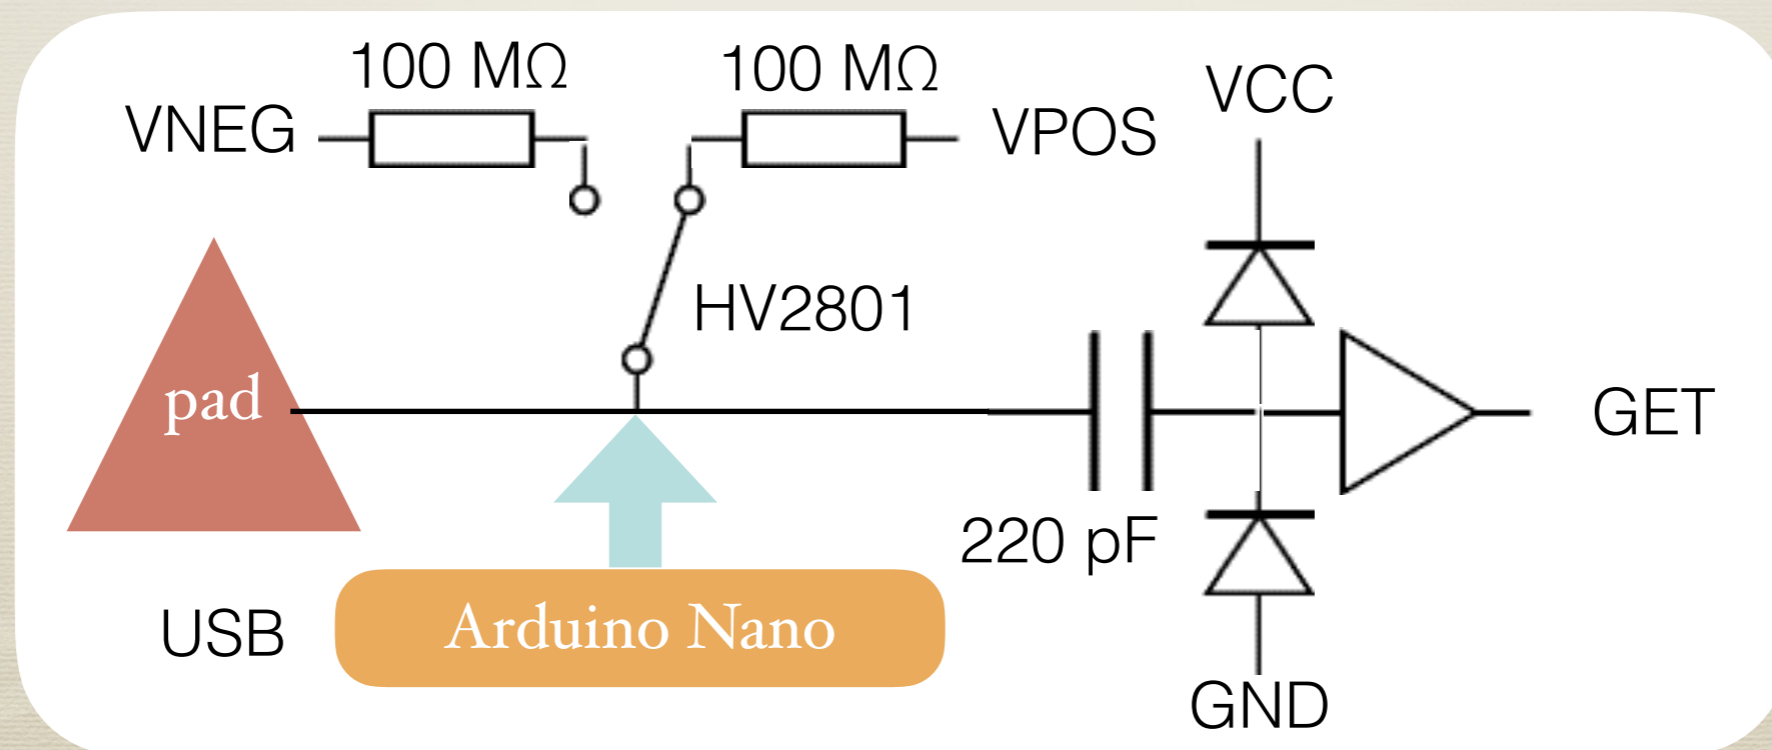 100 MΩ
100 MΩ
VCC
VNEG
VPOS
HV2801
pad
GET
220 pF
USB
Arduino Nano
GND